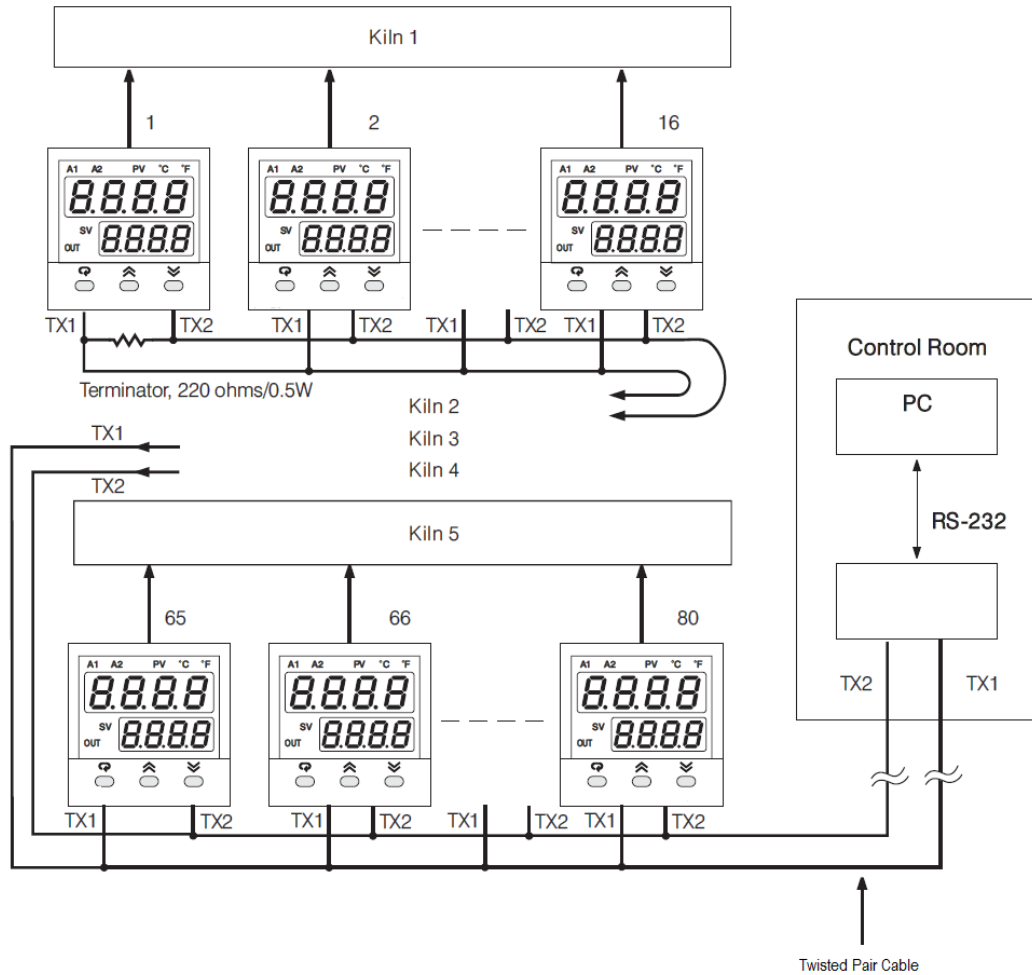 Kiln 1
1
2
16
A1 A2 PV °C °F
8.8.8.8
SV
8.8.8.8
OUT
A1 A2 PV °C °F
8.8.8.8
SV
8.8.8.8
OUT
A1 A2 PV °C °F
8.8.8.8
SV
8.8.8.8
OUT
TX1 TX2 TX1 TX2 TX1 TX2 TX1 TX2
Terminator, 220 ohms/0.5W
Kiln 2
Kiln 3
Kiln 4
TX1
TX2
Kiln 5
65
66
80
A1 A2 PV °C °F
8.8.8.8
SV
8.8.8.8
OUT
A1 A2 PV °C °F
8.8.8.8
SV
8.8.8.8
OUT
A1 A2 PV °C °F
8.8.8.8
SV
8.8.8.8
OUT
TX1 TX2 TX1 TX2 TX1 TX2 TX1 TX2
Control Room
PC
RS-232
TX2 TX1
Twisted Pair Cable